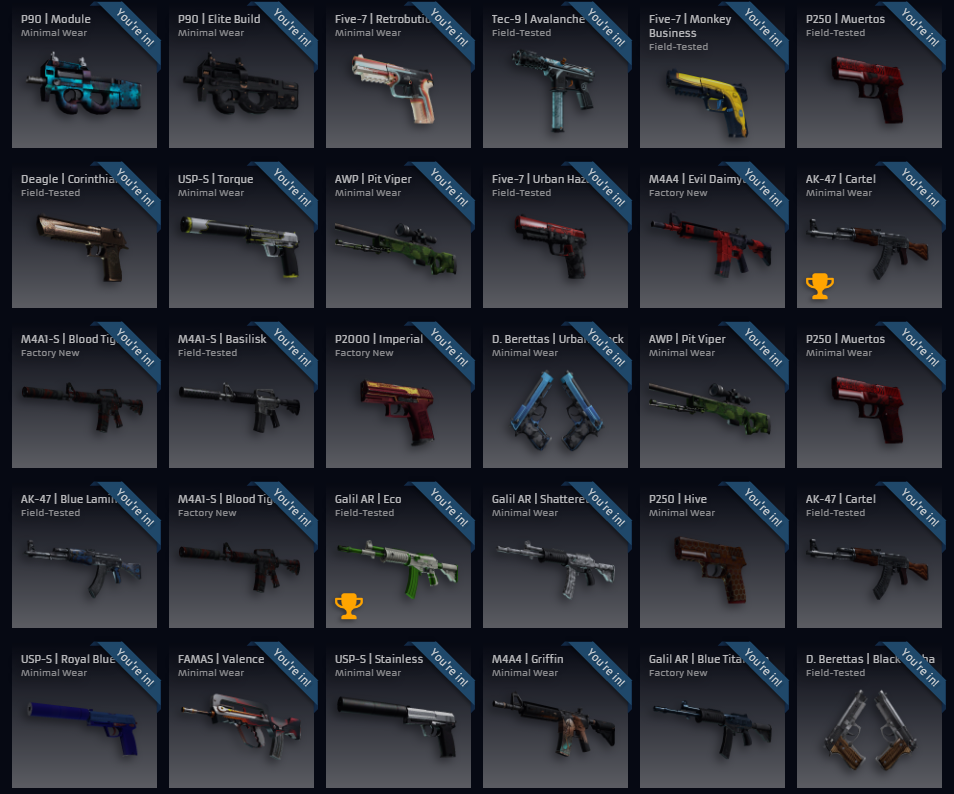 P90 | Module
Minimal Wear
You're in!
P90 | Elite Build
Minimal Wear
You're in!
Five-7 | Retributio
Minimal Wear
You're in!
Tec-9 | Avalanche
Field-Tested
You're in!
Five-7 | Monkey
Business
Field-Tested
You're in!
P250 | Muertos
Field-Tested
You're in!
Deagle | Corinthia
Field-Tested
You're in!
USP-S | Torque
Minimal Wear
You're in!
AWP | Pit Viper
Minimal Wear
You're in!
Five-7 | Urban Haz
Minimal Wear
You're in!
M4A4 | Evil Daimy
Factory New
You're in!
AK-47 | Cartel
Minimal Wear
You're in!
M4A1-S | Blood Tig
Factory New
You're in!
M4A1-S | Basilisk
Field-Tested
You're in!
P2000 | Imperial
Factory New
You're in!
D. Berettas | Urban
Minimal Wear
You're in!
AWP | Pit Viper
Minimal Wear
You're in!
P250 | Muertos
Minimal Wear
You're in!
AK-47 | Blue Lamin
Field-Tested
You're in!
M4A1-S | Blood Tig
Factory New
You're in!
Galil AR | Eco
Field-Tested
You're in!
Galil AR | Shattere
Minimal Wear
You're in!
P250 | Hive
Minimal Wear
You're in!
AK-47 | Cartel
Field-Tested
You're in!
USP-S | Royal Blue
Minimal Wear
You're in!
FAMAS | Valence
Minimal Wear
You're in!
USP-S | Stainless
Minimal Wear
You're in!
M4A4 | Griffin
Minimal Wear
You're in!
Galil AR | Blue Tita
Factory New
You're in!
D. Berettas | Black
Field-Tested
You're in!